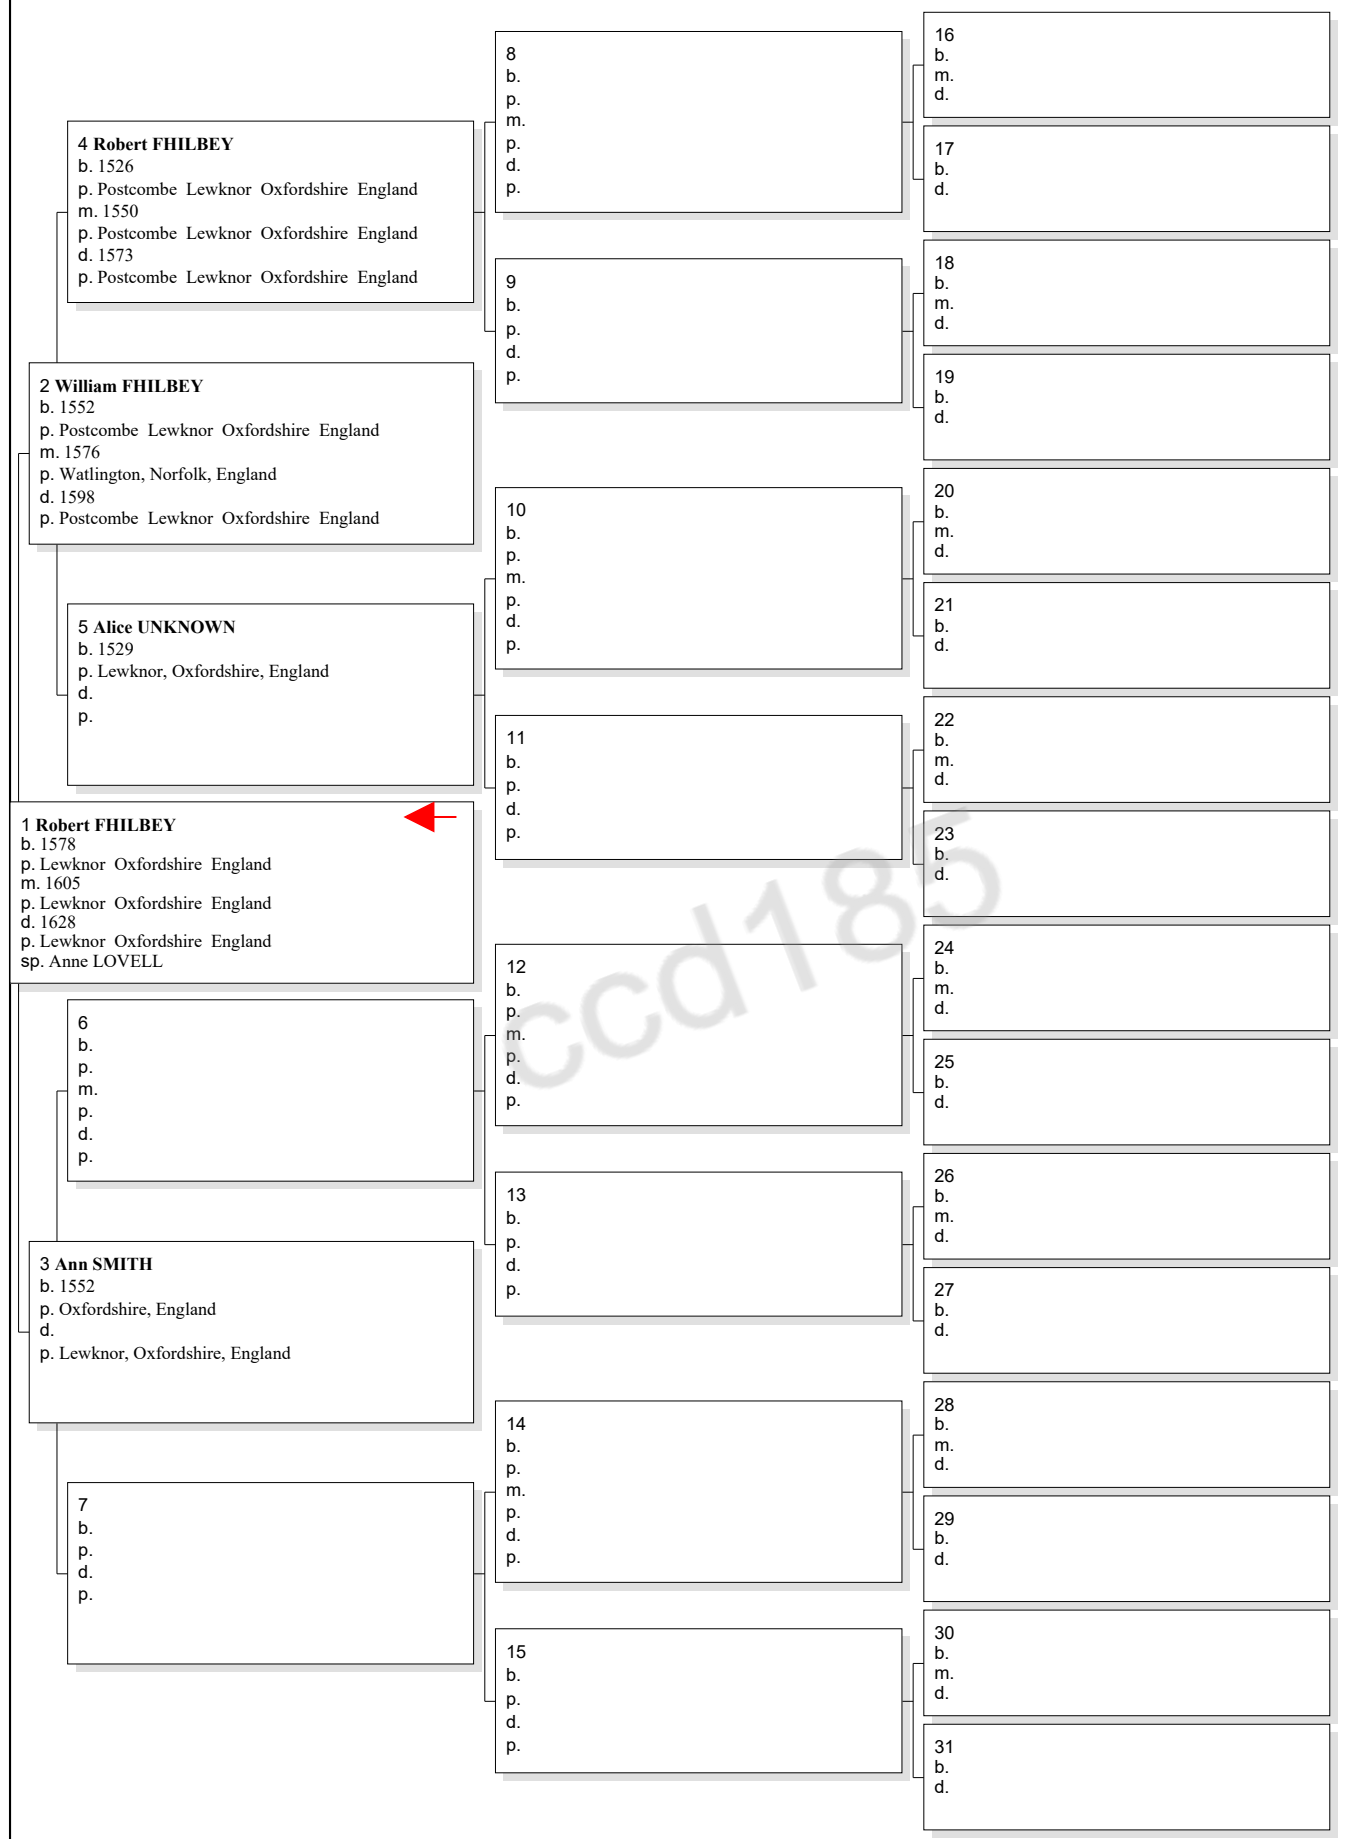 4 Robert FHILBEY
b. 1526
p. Postcombe Lewknor Oxfordshire England
m. 1550
p. Postcombe Lewknor Oxfordshire England
d. 1573
p. Postcombe Lewknor Oxfordshire England
2 William FHILBEY
b. 1552
p. Postcombe Lewknor Oxfordshire England
m. 1576
p. Watlington, Norfolk, England
d. 1598
p. Postcombe Lewknor Oxfordshire England
5 Alice UNKNOWN
b. 1529
p. Lewknor, Oxfordshire, England
d.
p.
1 Robert FHILBEY
b. 1578
p. Lewknor Oxfordshire England
m. 1605
p. Lewknor Oxfordshire England
d. 1628
p. Lewknor Oxfordshire England
sp. Anne LOVELL
6
b.
p.
m.
p.
d.
p.
3 Ann SMITH
b. 1552
p. Oxfordshire, England
d.
p. Lewknor, Oxfordshire, England
7
b.
p.
d.
p.
8
b.
p.
m.
p.
d.
p.
9
b.
p.
d.
p.
10
b.
p.
m.
p.
d.
p.
11
b.
p.
d.
p.
12
b.
p.
m.
p.
d.
p.
13
b.
p.
d.
p.
14
b.
p.
m.
p.
d.
p.
15
b.
p.
d.
p.
16
b.
m.
d.
17
b.
d.
18
b.
m.
d.
19
b.
d.
20
b.
m.
d.
21
b.
d.
22
b.
m.
d.
23
b.
d.
24
b.
m.
d.
25
b.
d.
26
b.
m.
d.
27
b.
d.
28
b.
m.
d.
29
b.
d.
30
b.
m.
d.
31
b.
d.
ccd185